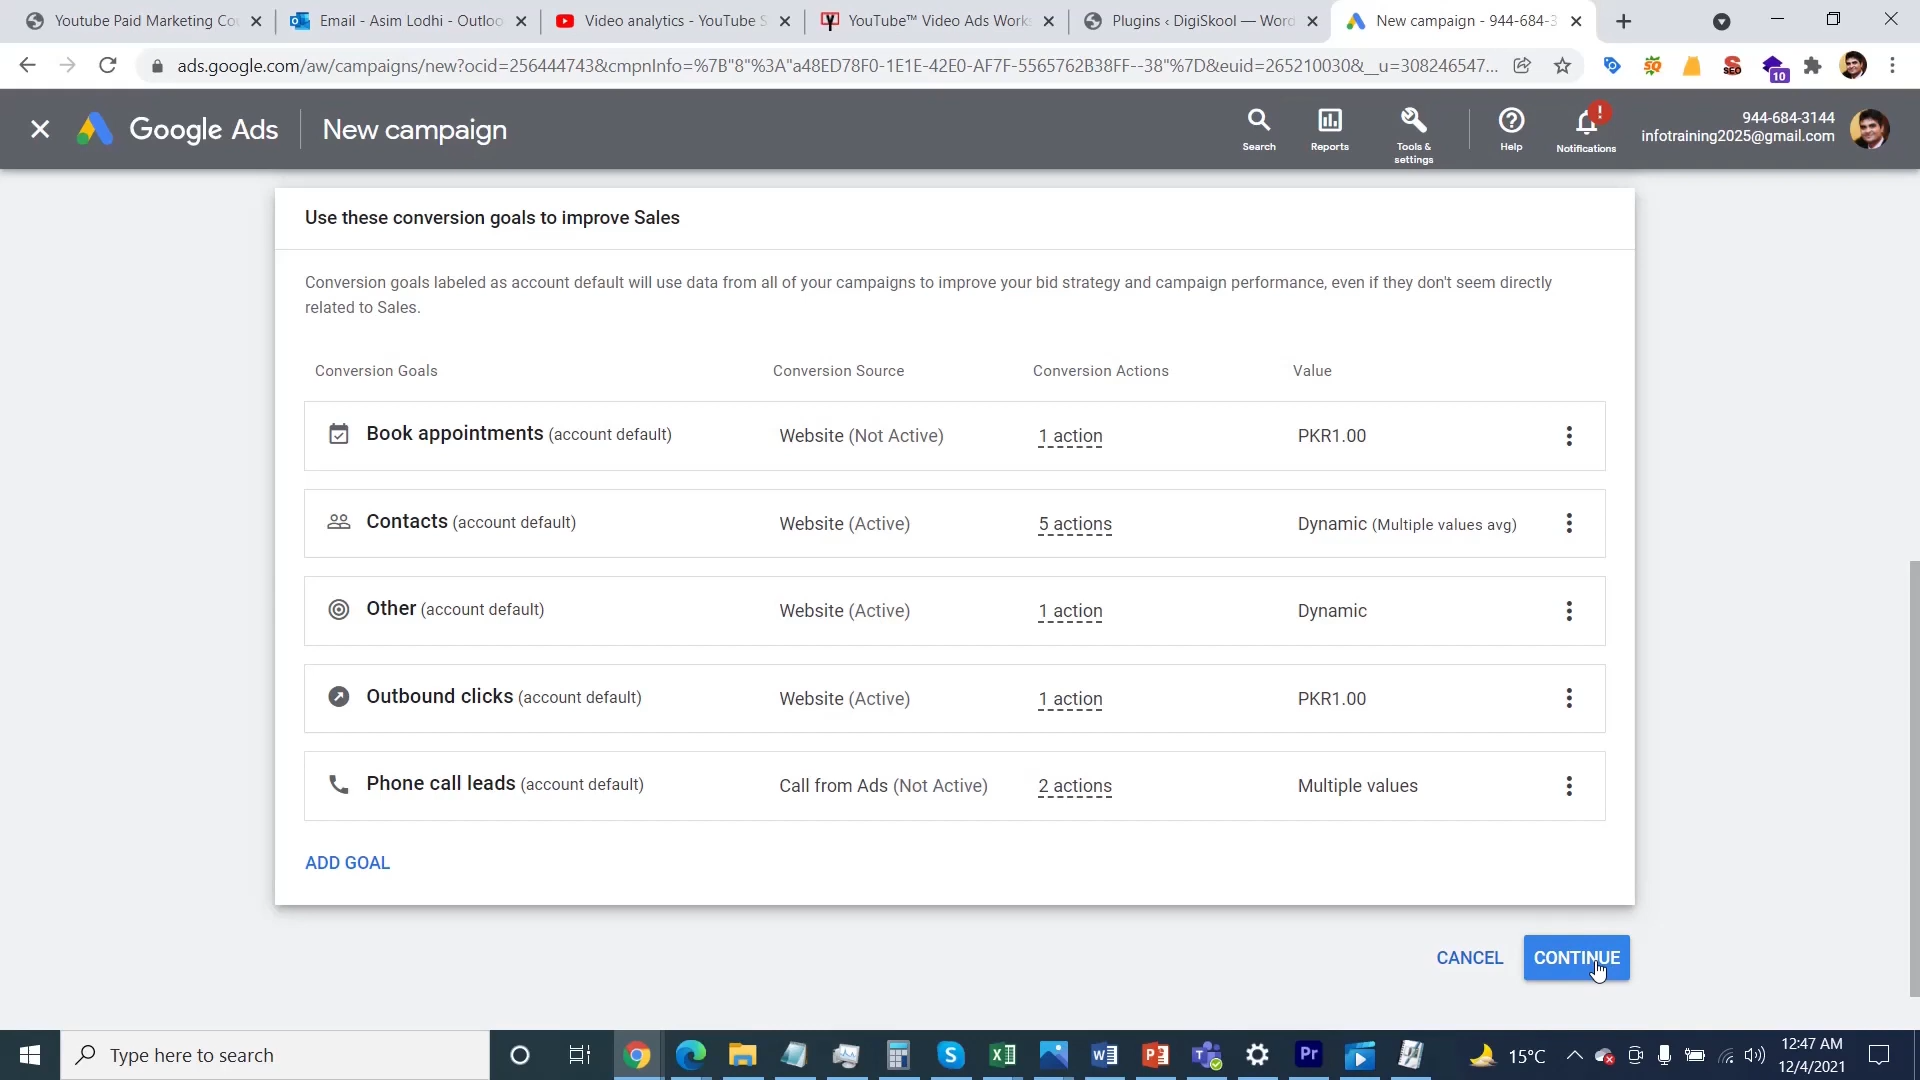 Youtube Paid Marketing Co
Email - Asim Lodhi - Outloo
Video analytics - YouTube S
YouTube™ Video Ads Works
Plugins ‹ DigiSkool — Word
New campaign - 944-684-3
ads.google.com/aw/campaigns/new?ocid=256444743&cmpnInfo=%7B"8"%3A"a48ED78F0-1E1E-42E0-AF7F-5565762B38FF--38"%7D&euid=265210030&__u=308246547...
SEO
10
Google Ads
New campaign
Search
Reports
Tools &
settings
Help
Notifications
944-684-3144
infotraining2025@gmail.com
Use these conversion goals to improve Sales
Conversion goals labeled as account default will use data from all of your campaigns to improve your bid strategy and campaign performance, even if they don't seem directly
related to Sales.
Conversion Goals
Conversion Source
Conversion Actions
Value
Book appointments (account default)
Website (Not Active)
1 action
PKR1.00
Contacts (account default)
Website (Active)
5 actions
Dynamic (Multiple values avg)
Other (account default)
Website (Active)
1 action
Dynamic
Outbound clicks (account default)
Website (Active)
1 action
PKR1.00
Phone call leads (account default)
Call from Ads (Not Active)
2 actions
Multiple values
ADD GOAL
CANCEL
CONTINUE
Type here to search
15°C
12:47 AM
12/4/2021